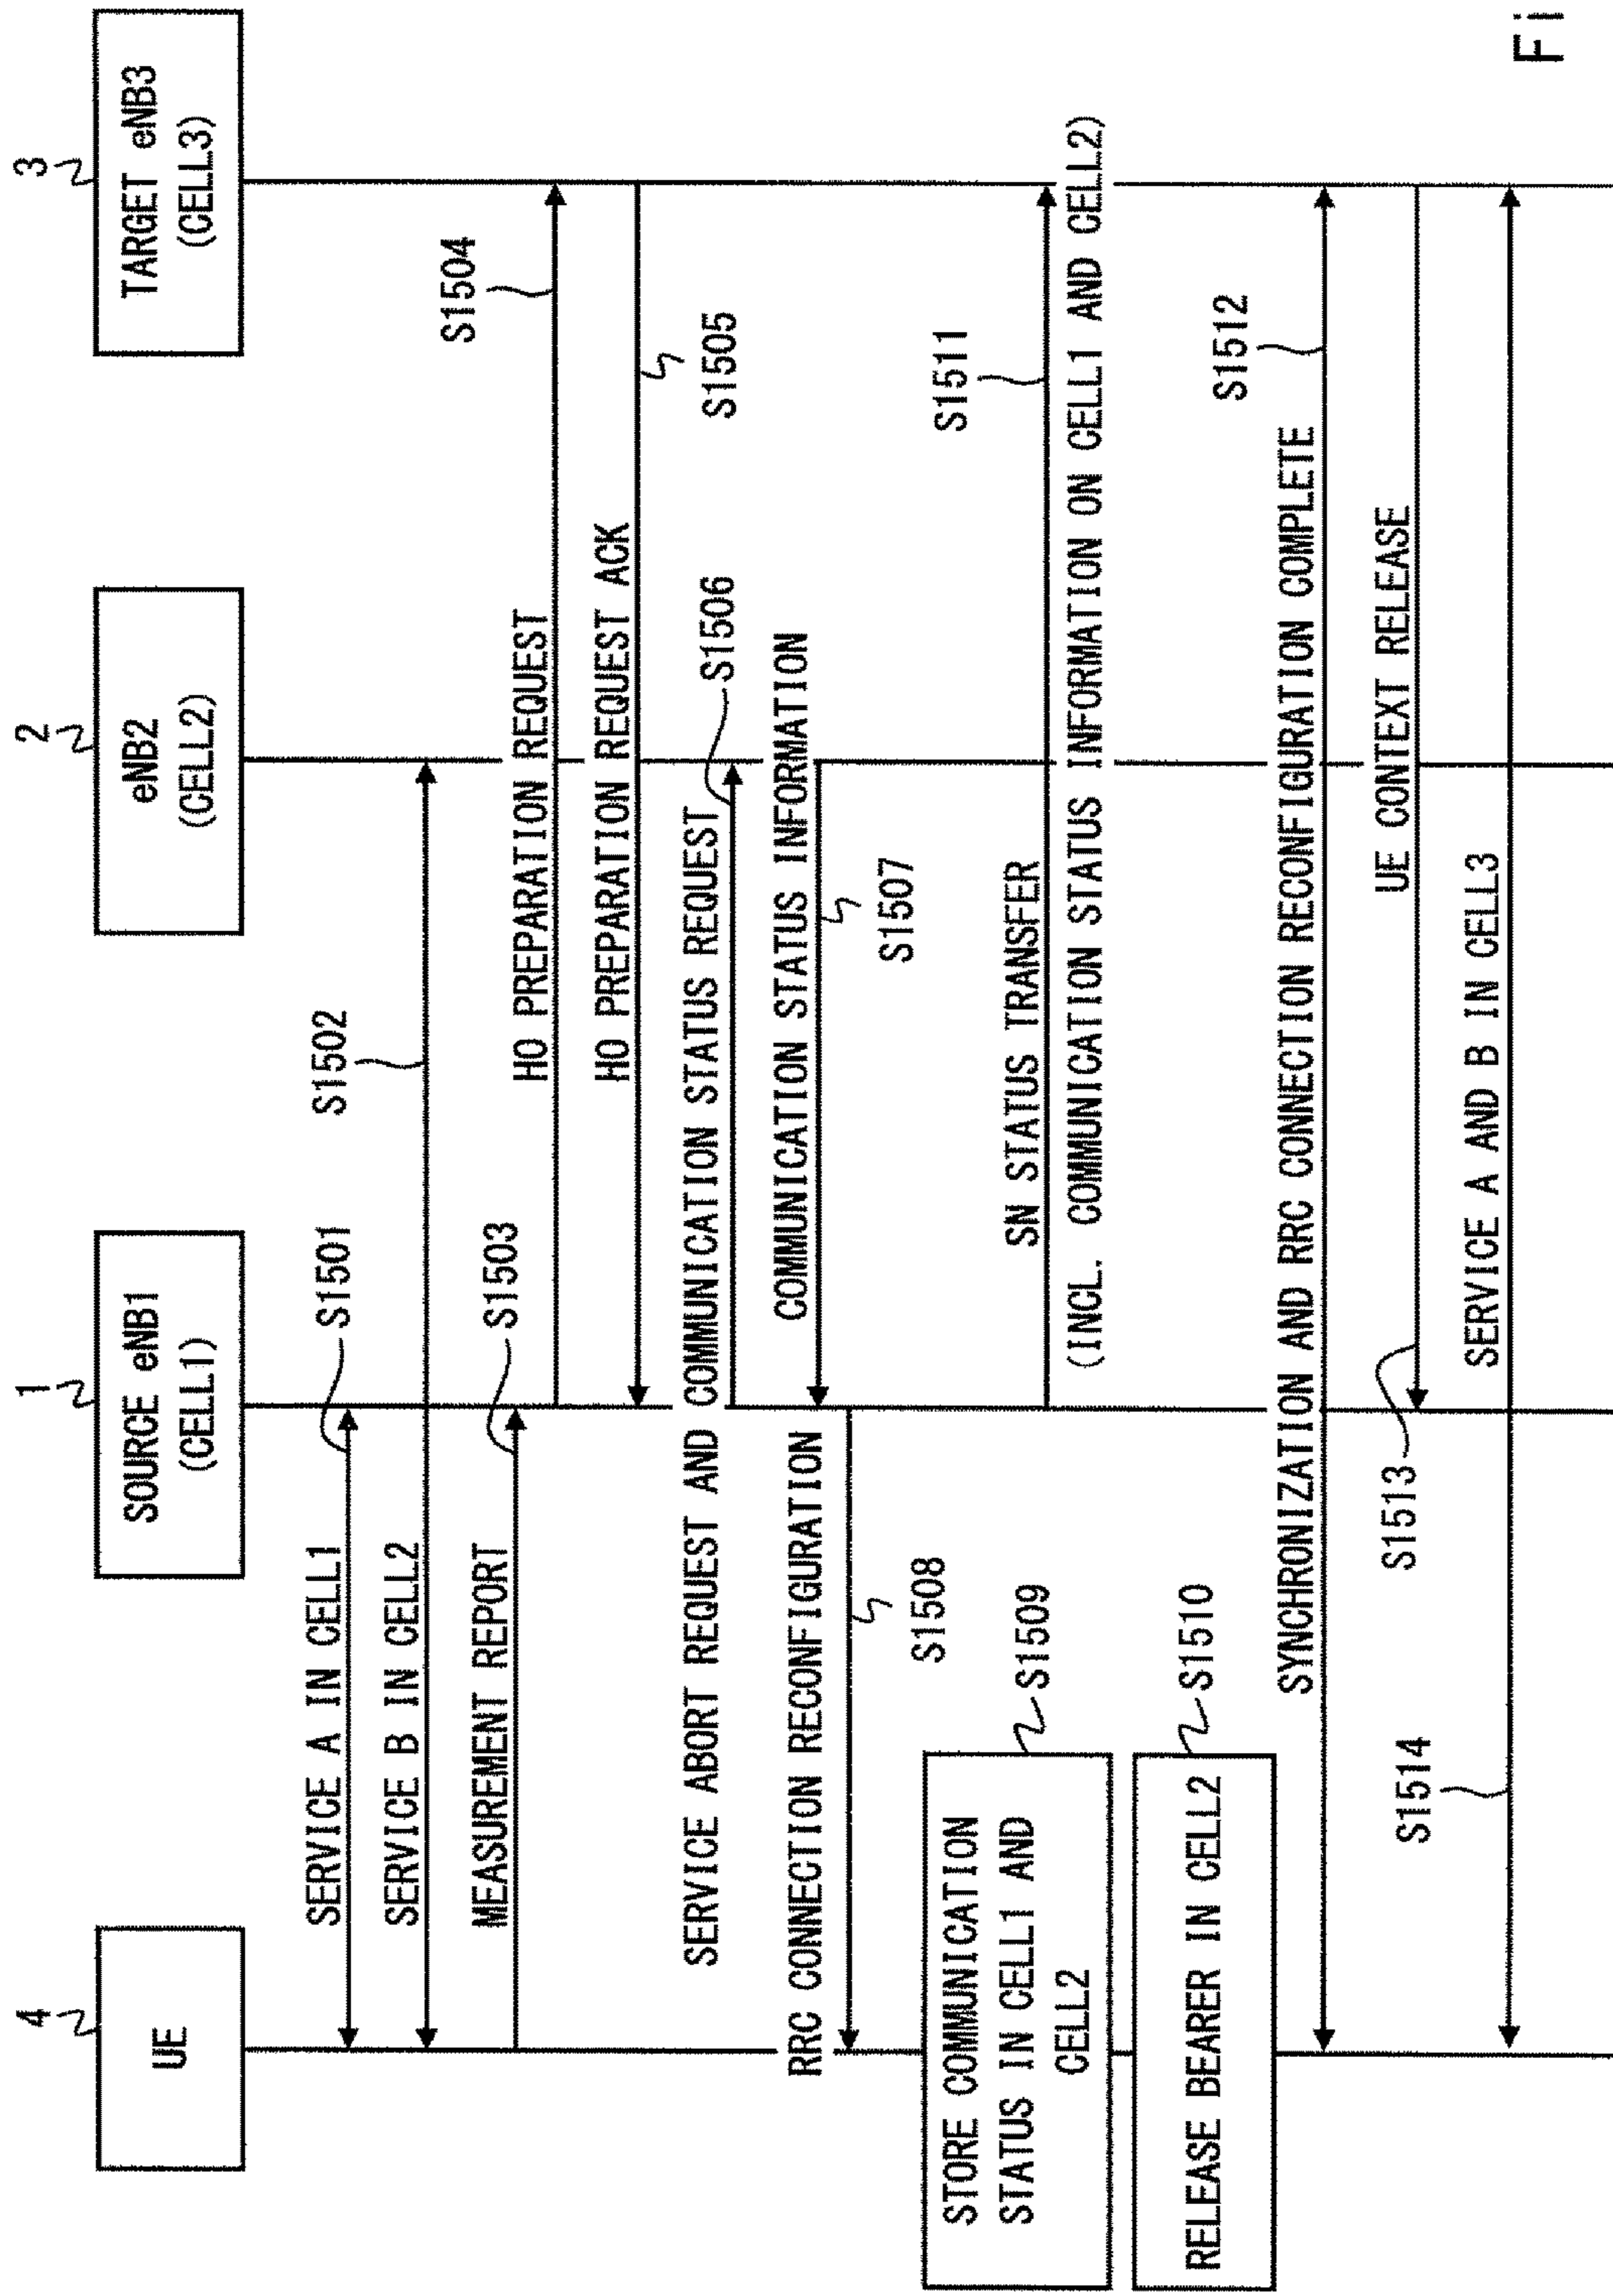 4
UE
1
SOURCE eNB1
(CELL1)
2
eNB2
(CELL2)
3
TARGET eNB3
(CELL3)
SERVICE A IN CELL1
S1501
SERVICE B IN CELL2
S1502
MEASUREMENT REPORT
S1503
HO PREPARATION REQUEST
S1504
HO PREPARATION REQUEST ACK
S1505
SERVICE ABORT REQUEST AND COMMUNICATION STATUS REQUEST
S1506
COMMUNICATION STATUS INFORMATION
S1507
RRC CONNECTION RECONFIGURATION
S1508
STORE COMMUNICATION
STATUS IN CELL1 AND
CELL2
S1509
RELEASE BEARER IN CELL2
S1510
SN STATUS TRANSFER
S1511
(INCL. COMMUNICATION STATUS INFORMATION ON CELL1 AND CELL2)
SYNCHRONIZATION AND RRC CONNECTION RECONFIGURATION COMPLETE
S1512
UE CONTEXT RELEASE
S1513
SERVICE A AND B IN CELL3
S1514
Fi